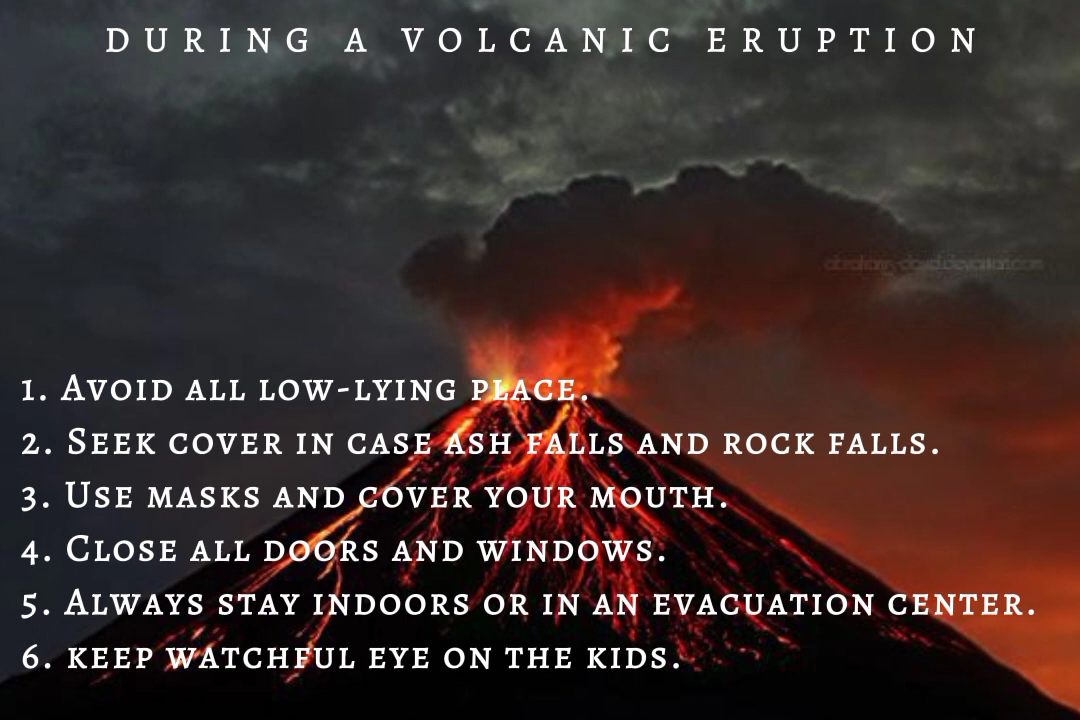 DURING A VOLCANIC ERUPTION
1. AVOID ALL LOW-LYING PLACE.
2. SEEK COVER IN CASE ASH FALLS AND ROCK FALLS.
3. USE MASKS AND COVER YOUR MOUTH.
4. CLOSE ALL DOORS AND WINDOWS.
5. ALWAYS STAY INDOORS OR IN AN EVACUATION CENTER.
6. KEEP WATCHFUL EYE ON THE KIDS.